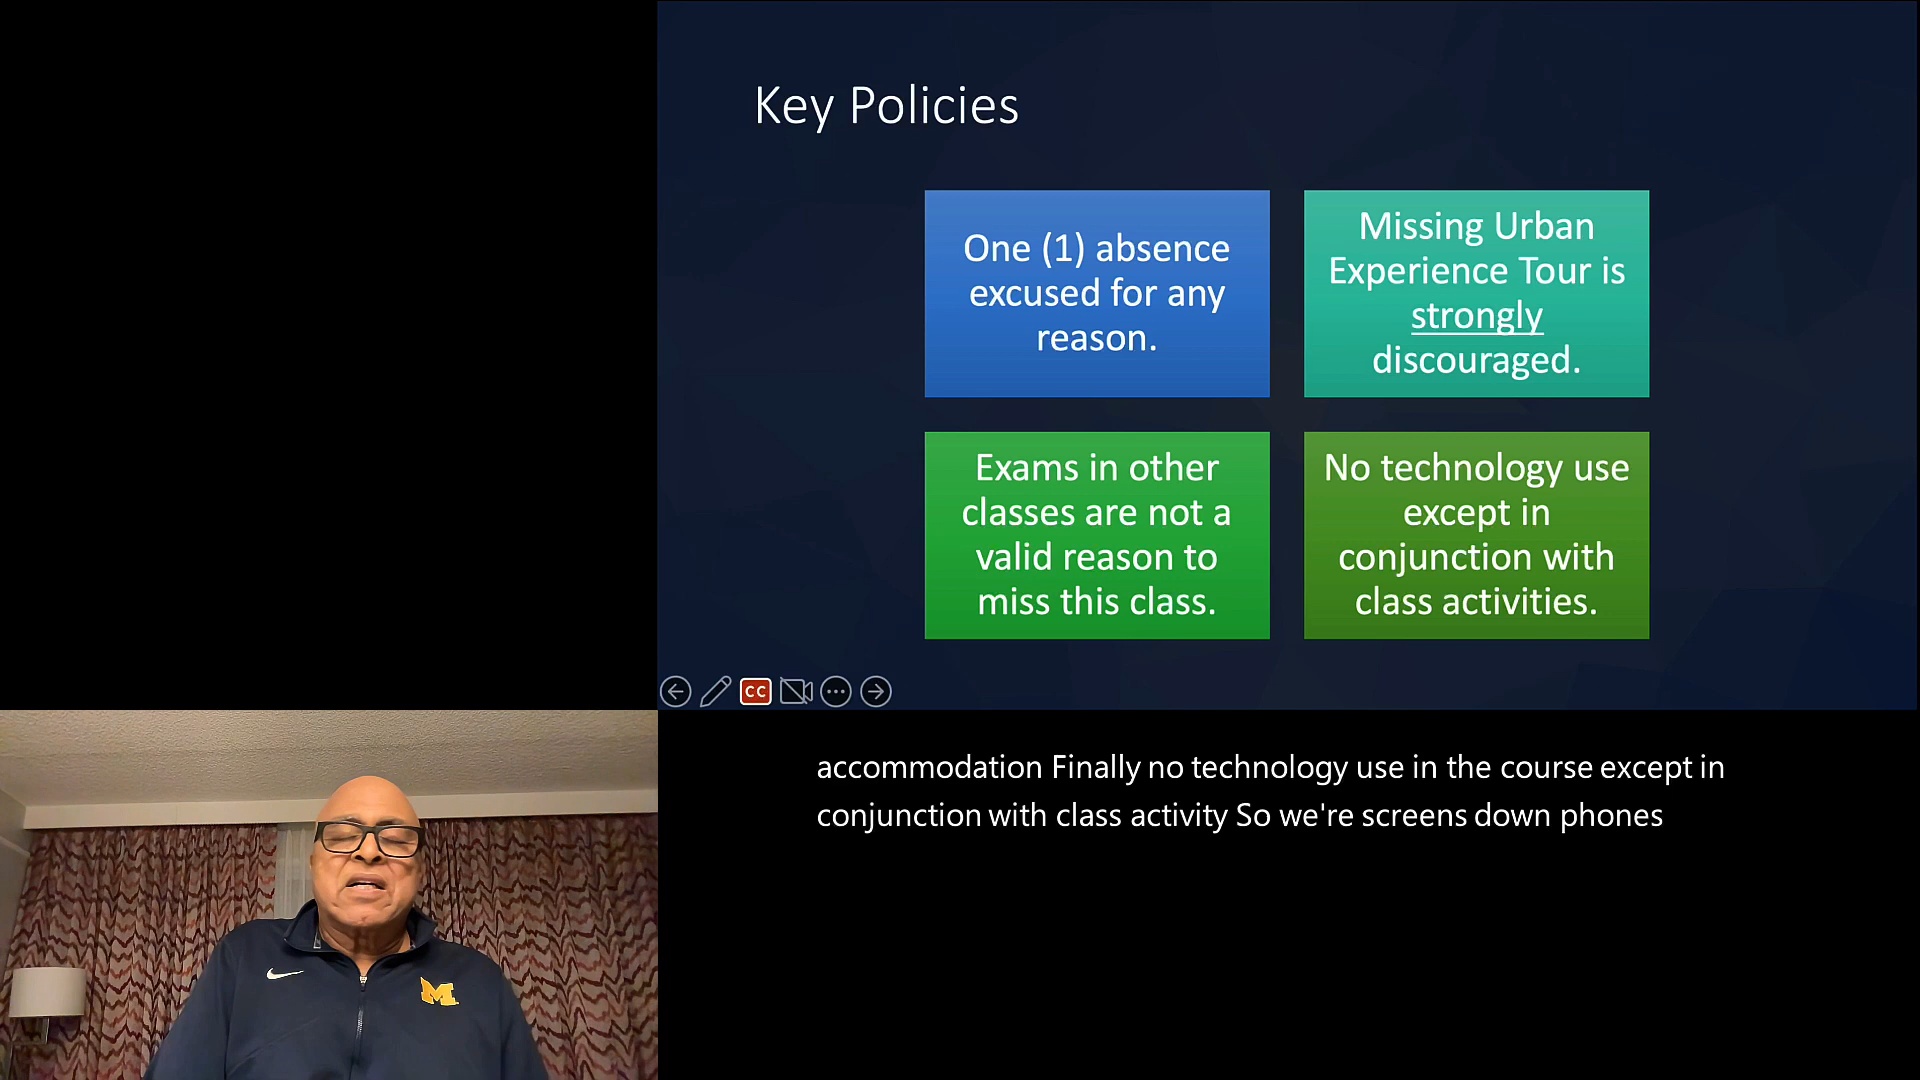 Key Policies
One (1) absence
excused for any
reason.
Missing Urban
Experience Tour is
strongly
discouraged.
Exams in other
classes are not a
valid reason to
miss this class.
No technology use
except in
conjunction with
class activities.
CC
accommodation Finally no technology use in the course except in
conjunction with class activity So we're screens down phones
M